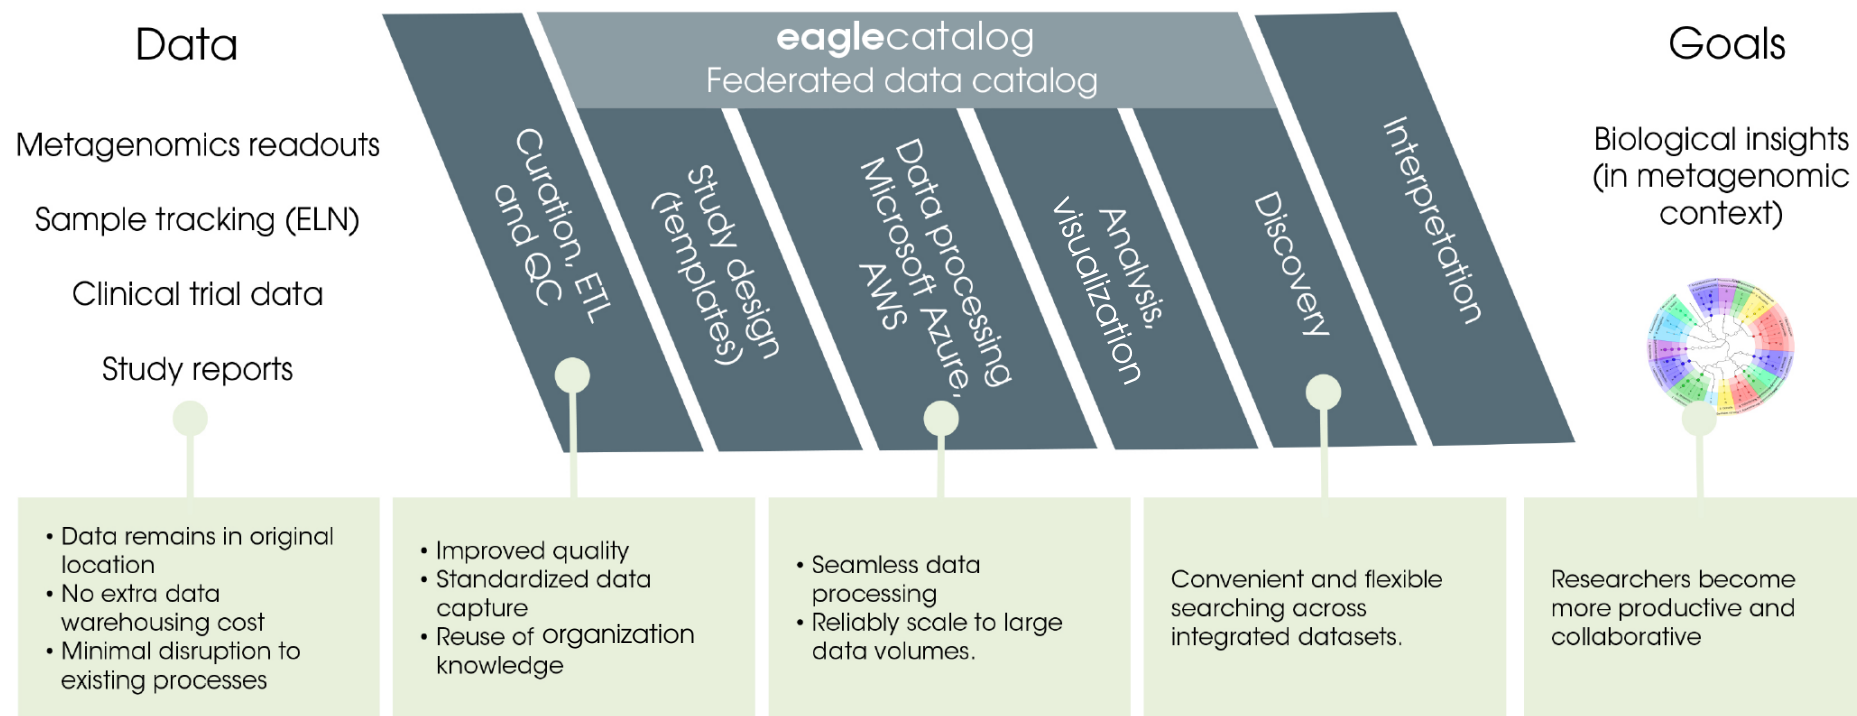 Data
Metagenomics readouts
Sample tracking (ELN)
Clinical trial data
Study reports
eaglecatalog
Federated data catalog
Curation, ETL
and QC
Study design
(templates)
Data processing
Microsoft Azure,
AWS
Analysis,
visualization
Discovery
Interpretation
Goals
Biological insights
(in metagenomic
context)
• Data remains in original
location
• No extra data
warehousing cost
• Minimal disruption to
existing processes
• Improved quality
• Standardized data
capture
• Reuse of organization
knowledge
• Seamless data
processing
• Reliably scale to large
data volumes.
Convenient and flexible
searching across
integrated datasets.
Researchers become
more productive and
collaborative